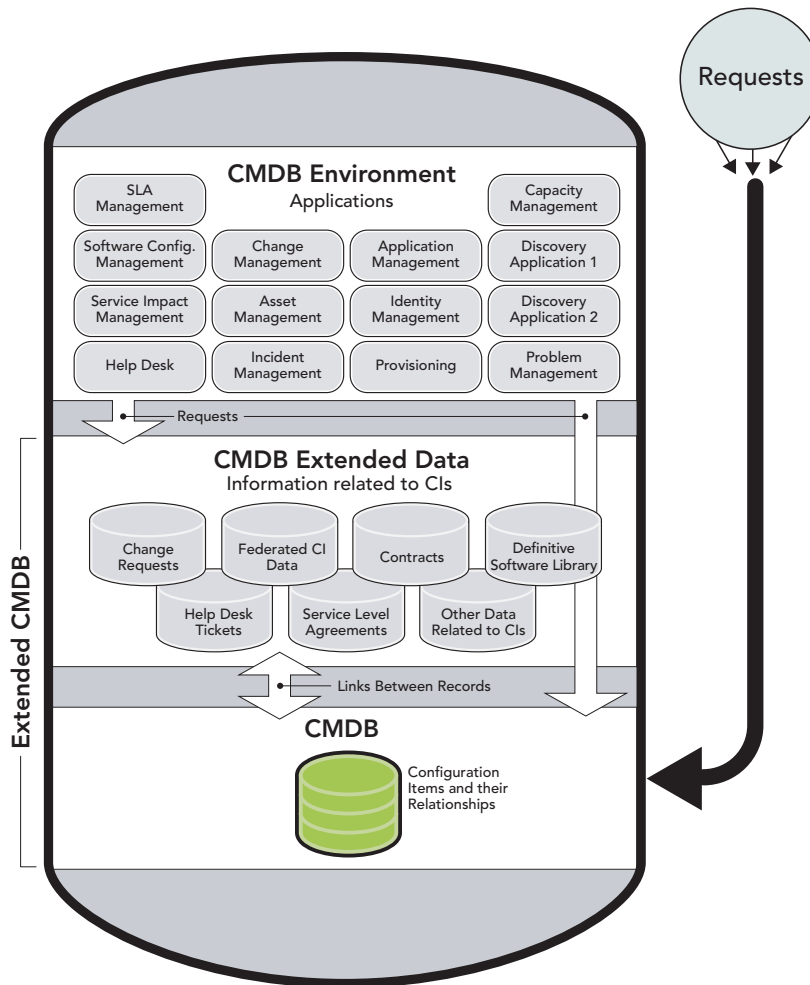 Requests
CMDB Environment
Applications
SLA
Management
Capacity
Management
Software Config.
Management
Change
Management
Application
Management
Discovery
Application 1
Service Impact
Management
Asset
Management
Identity
Management
Discovery
Application 2
Help Desk
Incident
Management
Provisioning
Problem
Management
Requests
Extended CMDB
CMDB Extended Data
Information related to CIs
Change
Requests
Federated CI
Data
Contracts
Definitive
Software Library
Help Desk
Tickets
Service Level
Agreements
Other Data
Related to CIs
Links Between Records
CMDB
Configuration
Items and their
Relationships